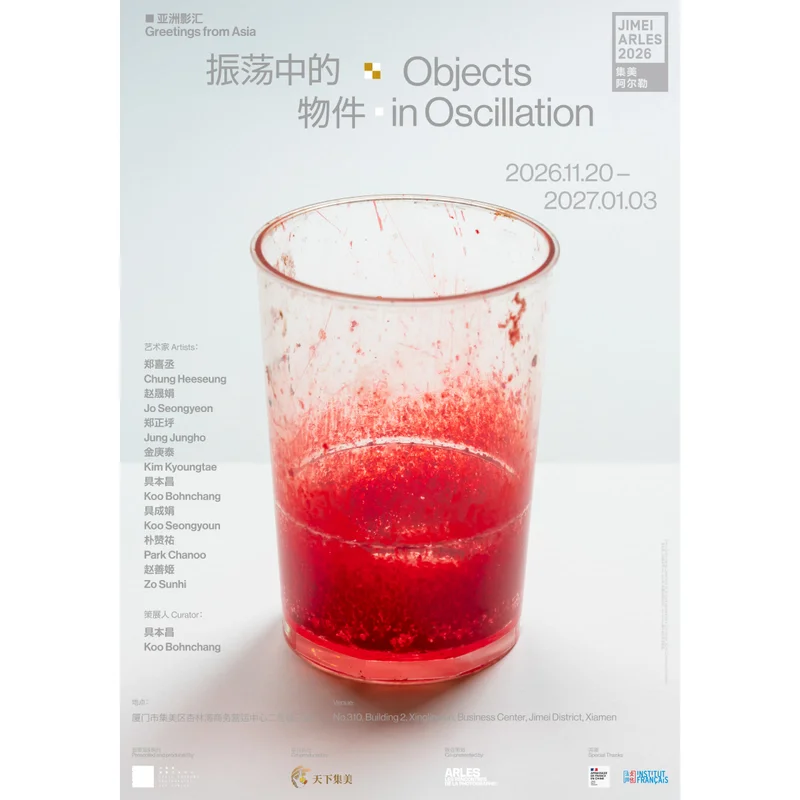 亚洲影汇
Greetings from Asia
JIMEI
ARLES
2026
集美
阿尔勒
振荡中的
物件
Objects
in Oscillation
2026.11.20 –
2027.01.03
艺术家 Artists:
郑喜丞
Chung Heeseung
赵晟娟
Jo Seongyeon
郑正㘰
Jung Jungho
金庚泰
Kim Kyoungtae
具本昌
Koo Bohnchang
具成娟
Koo Seongyoun
朴赞祐
Park Chanoo
赵善姬
Zo Sunhi
策展人 Curator:
具本昌
Koo Bohnchang
地点:
厦门市集美区杏林湾商务营运中心二
Venue:
No.310, Building 2, Business Center, Jimei District, Xiamen
天下集美
ARLES
Special Thanks
INSTITUT
FRANÇAIS